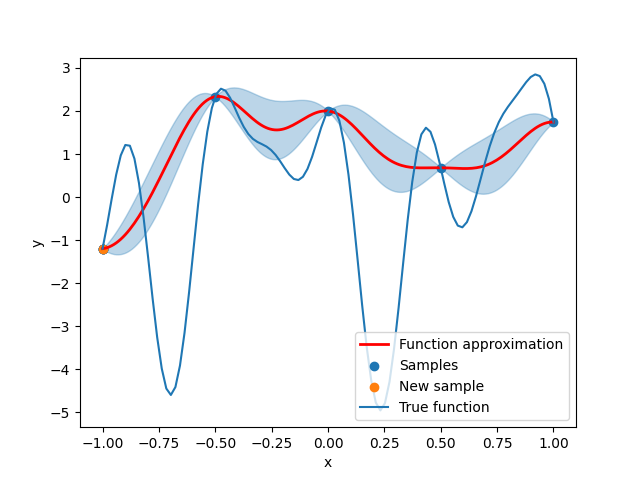 3
2
1
0
−1
−2
−3
−4
−5
y
−1.00 −0.75 −0.50 −0.25 0.00 0.25 0.50 0.75 1.00
x
Function approximation
Samples
New sample
True function